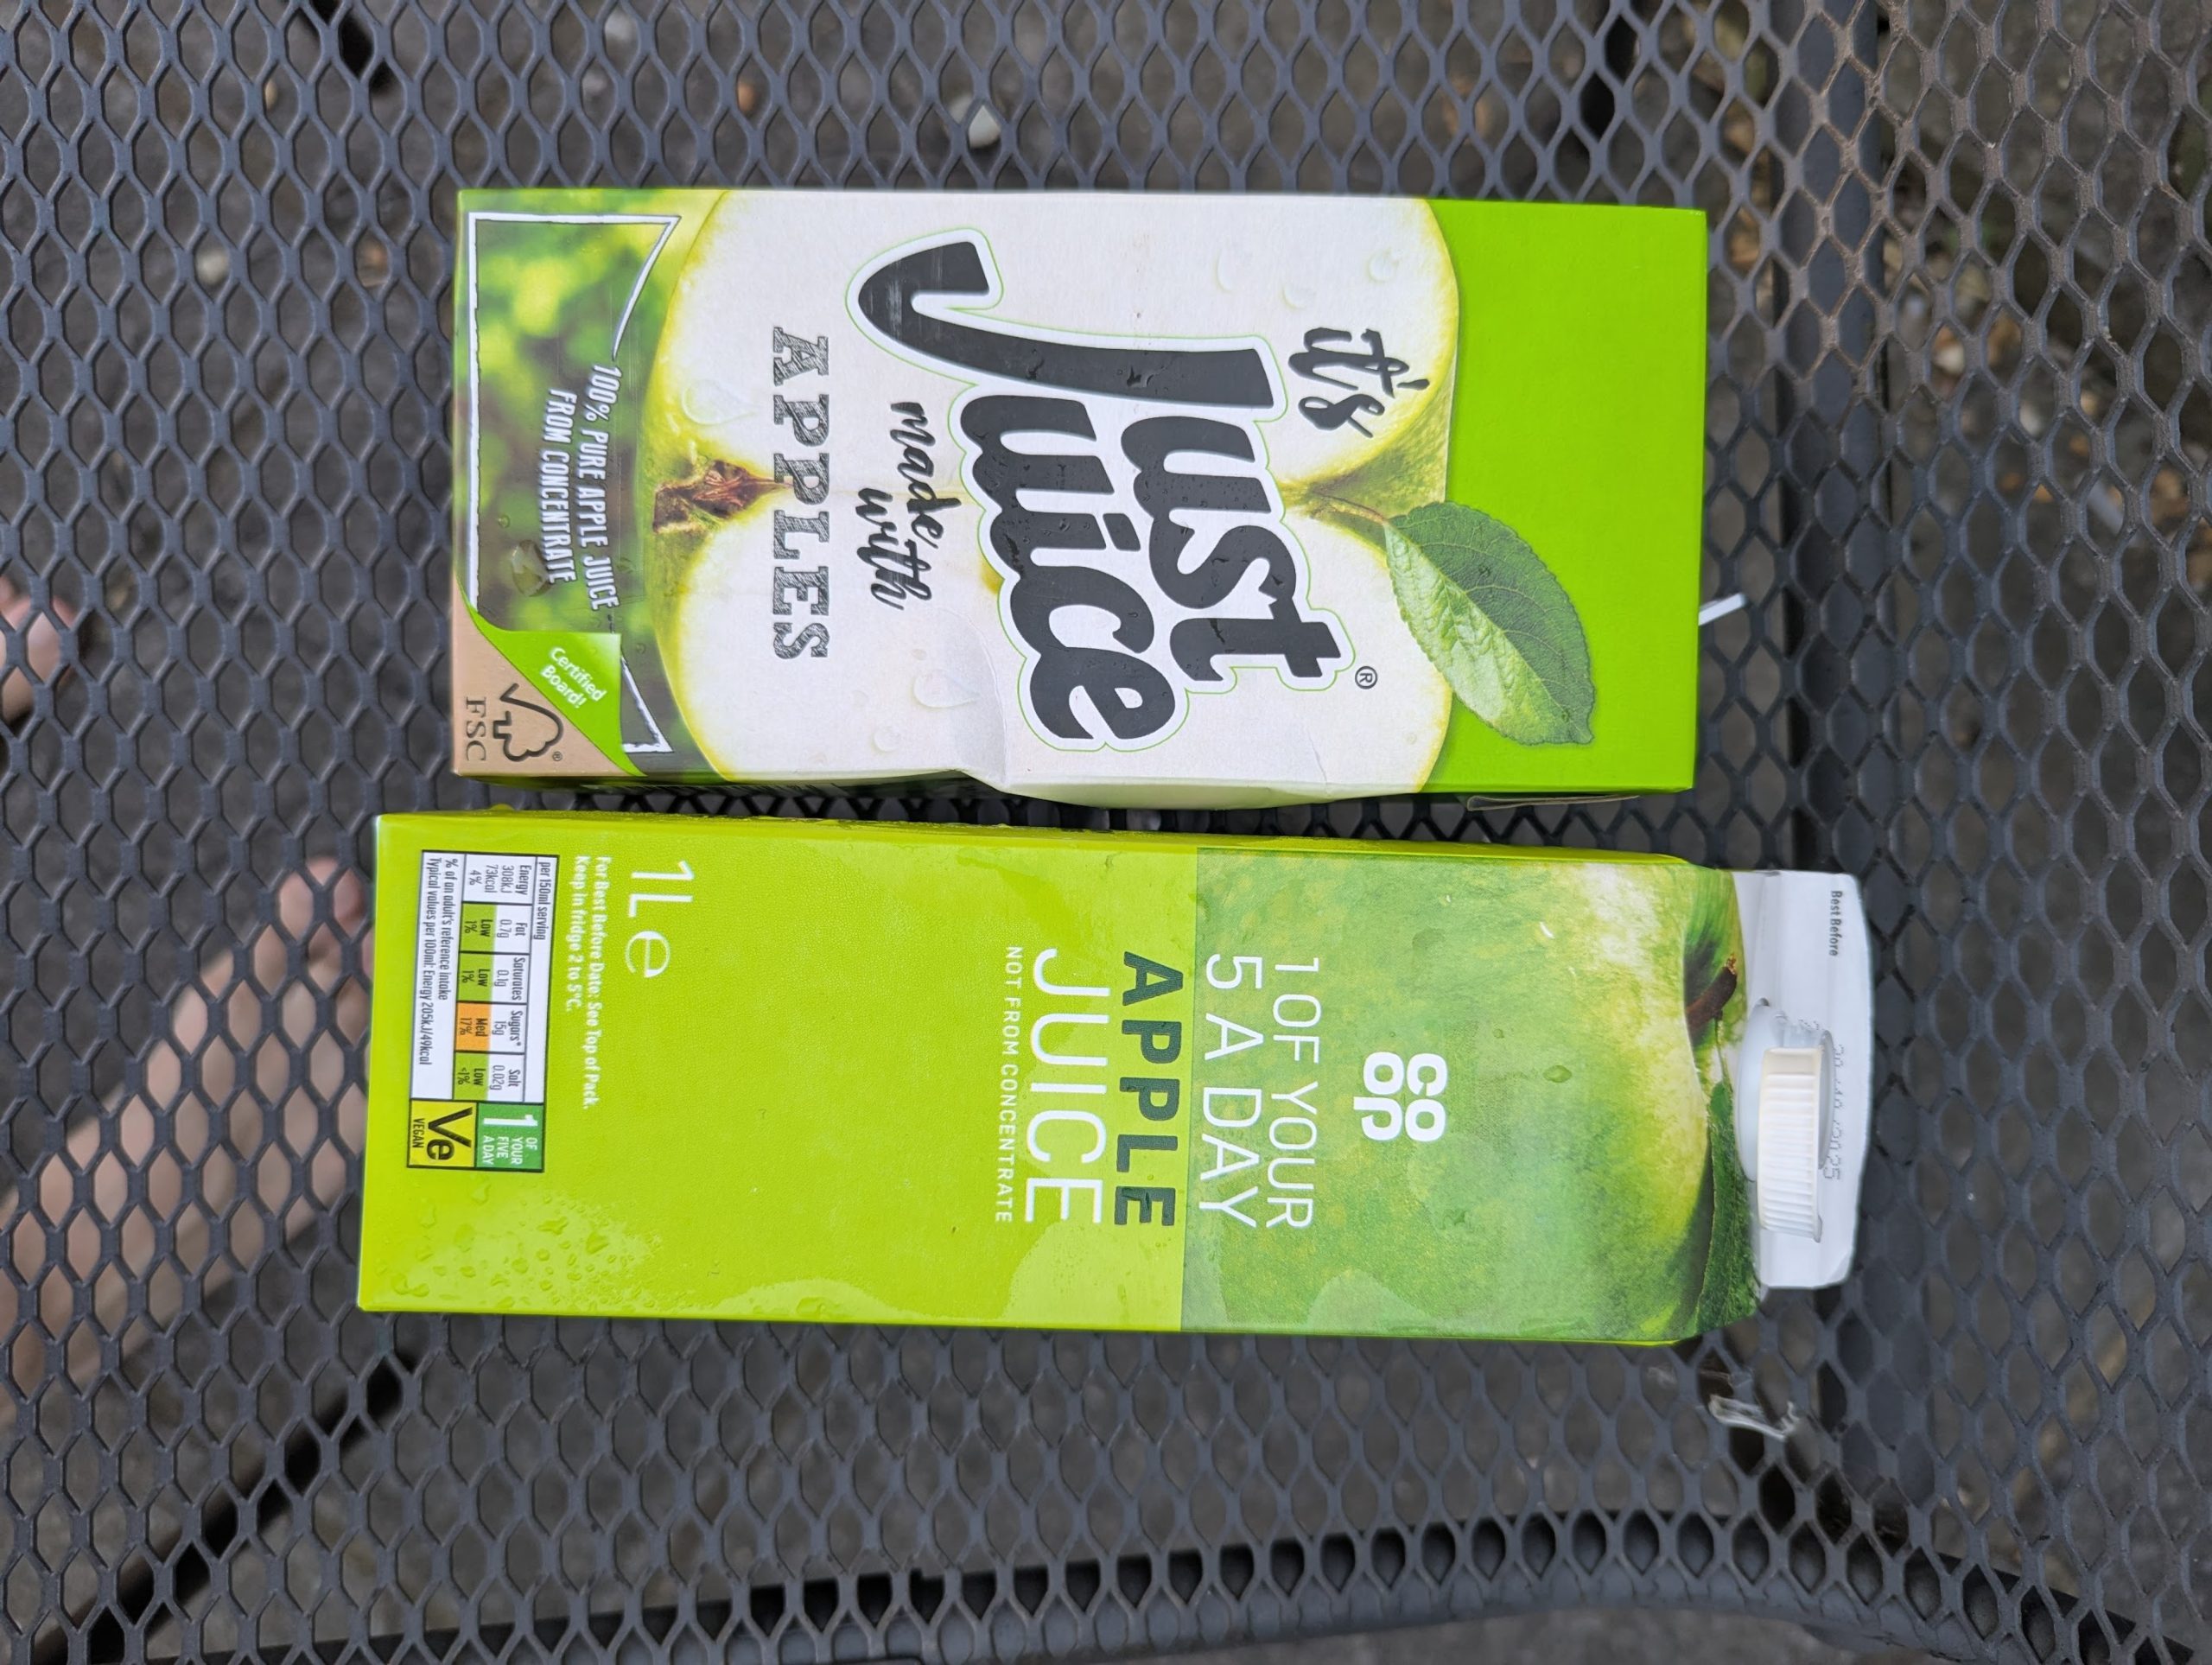 it's
Just
Juice
®
made
with
APPLES
100% PURE APPLE JUICE
FROM CONCENTRATE
Certified
Board!
®
FSC
Best Before
2025
CO
OP
1 OF YOUR
5 A DAY
APPLE
JUICE
NOT FROM CONCENTRATE
1L e
For Best Before Date: See Top of Pack.
Keep in fridge 2 to 5°C.
per 150ml serving
Energy Fat Saturates Sugars* Salt
308kJ 0.7g 0.1g 15g 0.02g
73kcal Low Low Med Low
4% 1% 1% 17% <1%
% of an adult's reference intake
Typical values per 100ml: Energy 205kJ/49kcal
1 OF
YOUR
FIVE
A DAY
Ve
VEGAN